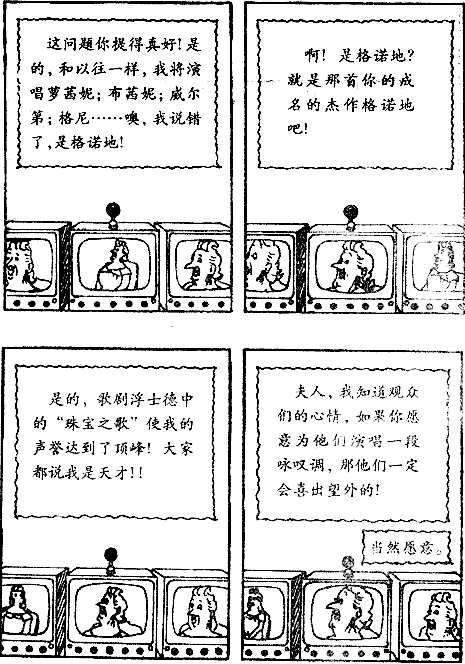 这问题你提得真好！是
的，和以往一样，我将演
唱萝茜妮；布茜妮；威尔
第；格尼……噢，我说错
了，是格诺地！
啊！是格诺地？
就是那首你的成
名的杰作格诺地
吧！
是的，歌剧浮士德中
的“珠宝之歌”使我的
声誉达到了顶峰！大家
都说我是天才！！
夫人，我知道观众
们的心情，如果你愿
意为他们演唱一段
咏叹调，那他们一定
会喜出望外的！
当然愿意。